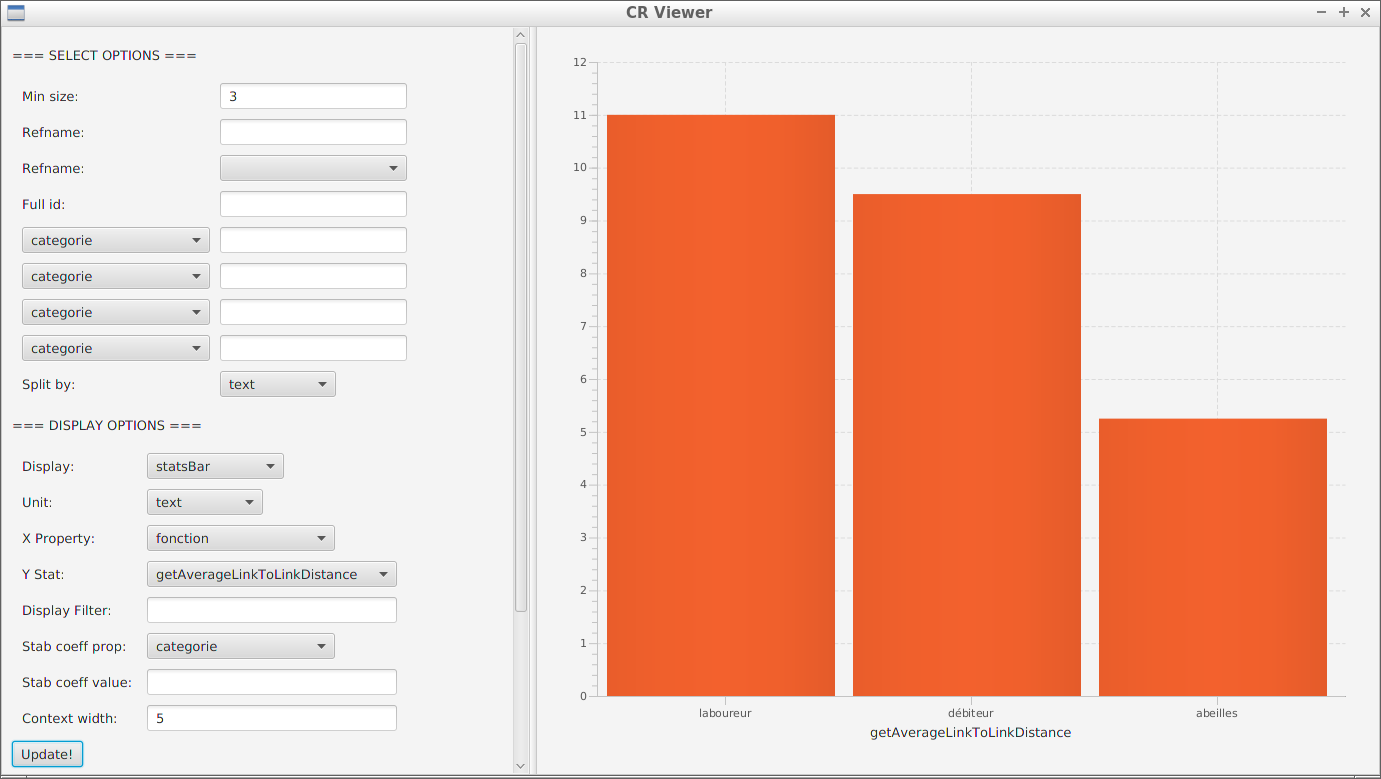 CR Viewer
=== SELECT OPTIONS ===
Min size: 3
Refname:
Refname:
Full id:
categorie
categorie
categorie
categorie
Split by: text
=== DISPLAY OPTIONS ===
Display: statsBar
Unit: text
X Property: fonction
Y Stat: getAverageLinkToLinkDistance
Display Filter:
Stab coeff prop: categorie
Stab coeff value:
Context width: 5
Update!
12
11
10
9
8
7
6
5
4
3
2
1
0
laboureur débiteur abeilles
getAverageLinkToLinkDistance